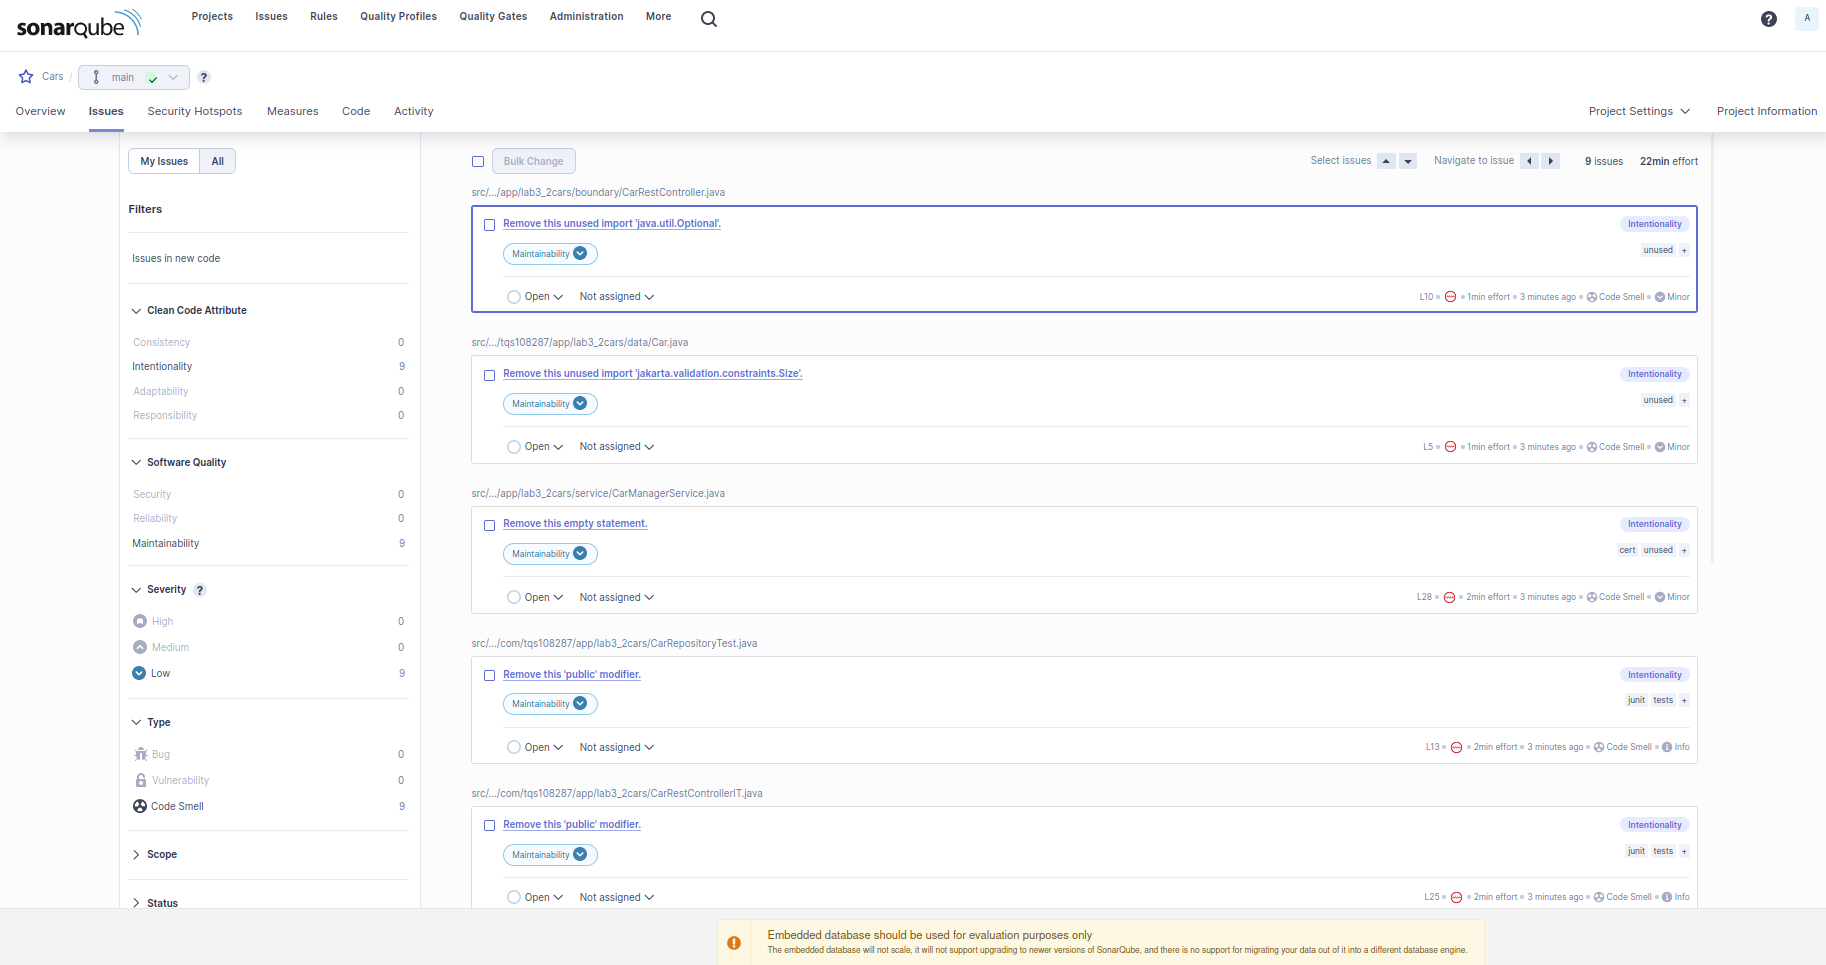 sonarqube
Projects Issues Rules Quality Profiles Quality Gates Administration More
? A
Cars / main ?
Overview Issues Security Hotspots Measures Code Activity
Project Settings Project Information
My Issues All
Filters
Issues in new code
Clean Code Attribute
Consistency 0
Intentionality 9
Adaptability 0
Responsibility 0
Software Quality
Security 0
Reliability 0
Maintainability 9
Severity ?
High 0
Medium 0
Low 9
Type
Bug 0
Vulnerability 0
Code Smell 9
Scope
Status
Bulk Change
Select issues Navigate to issue 9 issues 22min effort
src/.../app/lab3_2cars/boundary/CarRestController.java
Remove this unused import 'java.util.Optional'. Intentionality
Maintainability unused +
Open Not assigned L10 1min effort 3 minutes ago Code Smell Minor
src/.../tqs108287/app/lab3_2cars/data/Car.java
Remove this unused import 'jakarta.validation.constraints.Size'. Intentionality
Maintainability unused +
Open Not assigned L5 1min effort 3 minutes ago Code Smell Minor
src/.../app/lab3_2cars/service/CarManagerService.java
Remove this empty statement. Intentionality
Maintainability cert unused +
Open Not assigned L28 2min effort 3 minutes ago Code Smell Minor
src/.../com/tqs108287/app/lab3_2cars/CarRepositoryTest.java
Remove this 'public' modifier. Intentionality
Maintainability junit tests +
Open Not assigned L13 2min effort 3 minutes ago Code Smell Info
src/.../com/tqs108287/app/lab3_2cars/CarRestControllerIT.java
Remove this 'public' modifier. Intentionality
Maintainability junit tests +
Open Not assigned L25 2min effort 3 minutes ago Code Smell Info
Embedded database should be used for evaluation purposes only
The embedded database will not scale, it will not support upgrading to newer versions of SonarQube, and there is no support for migrating your data out of it into a different database engine.